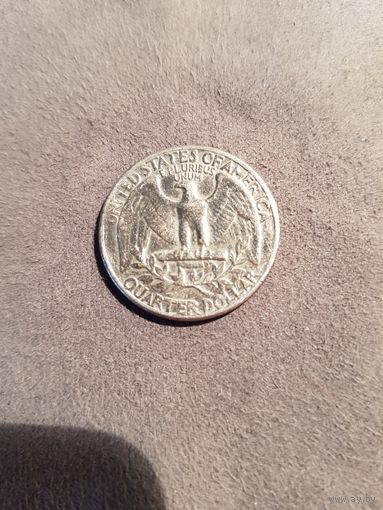 UNITED STATES OF AMERICA
E PLURIBUS
UNUM
QUARTER DOLLAR
www.ay.by